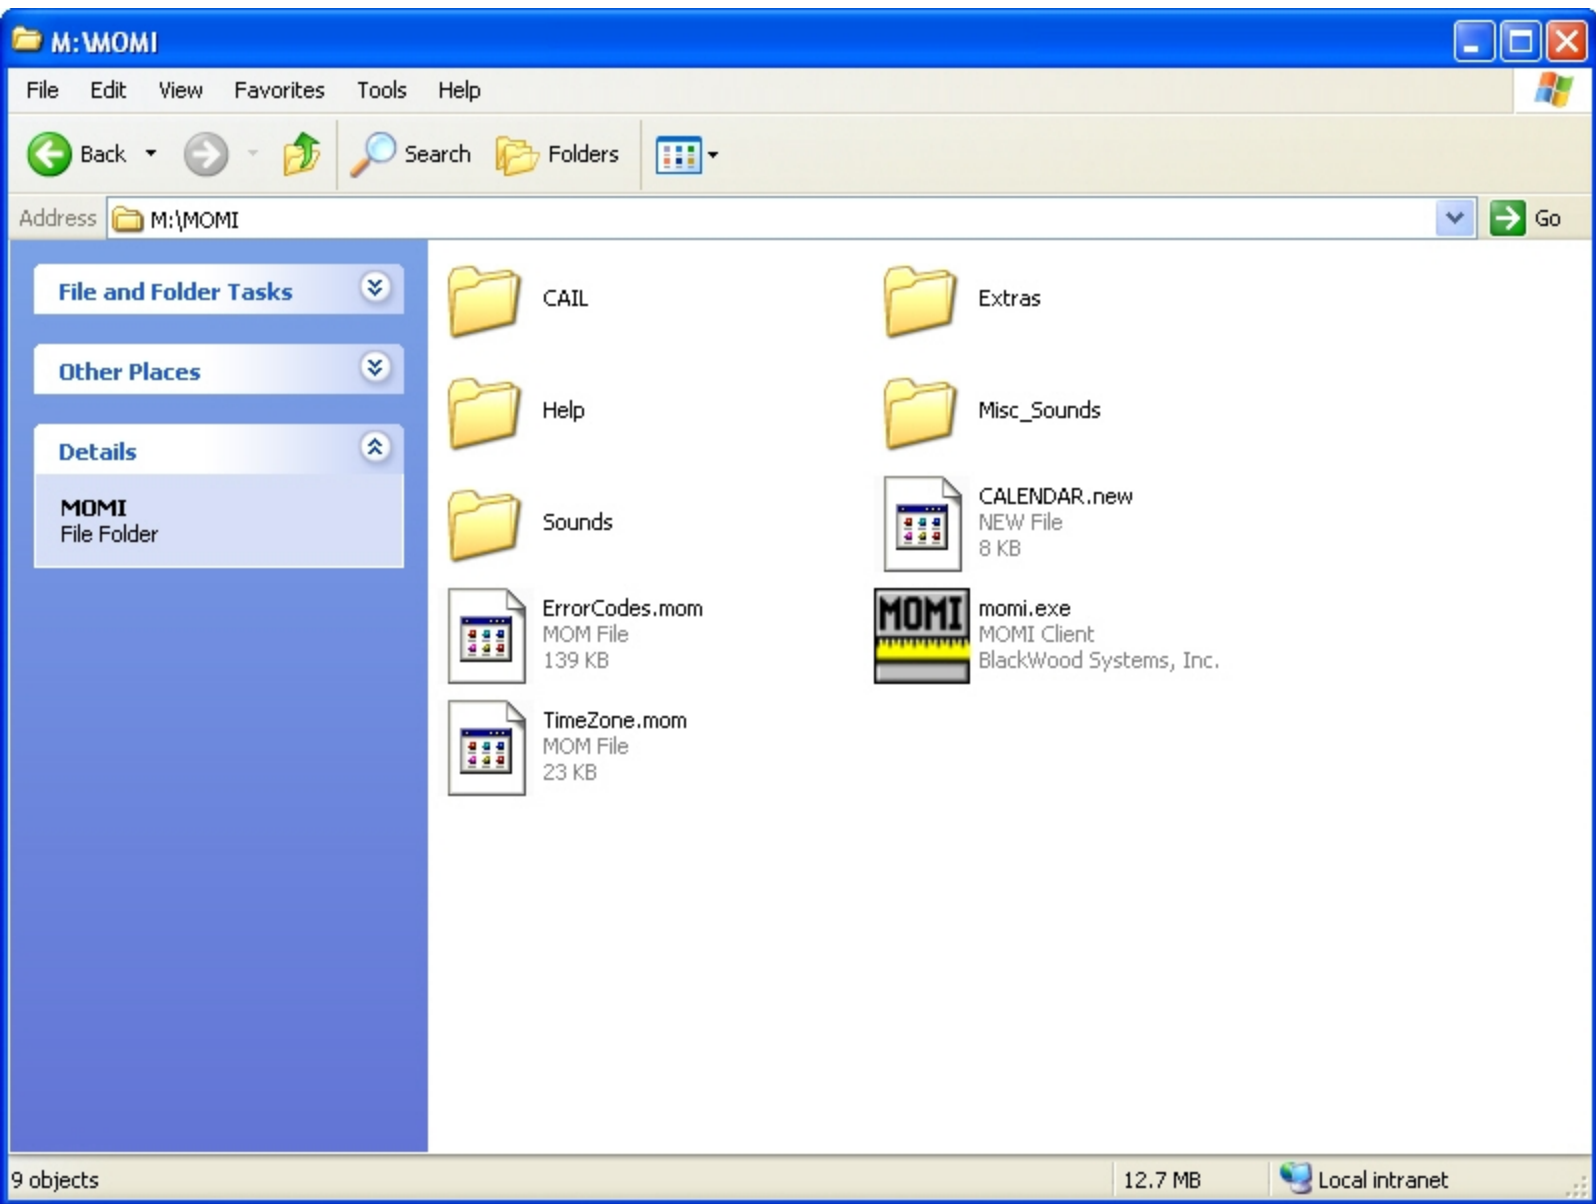 M:\MOMI
File Edit View Favorites Tools Help
Back Search Folders
Address M:\MOMI Go
File and Folder Tasks
Other Places
Details
MOMI
File Folder
CAIL
Extras
Help
Misc_Sounds
Sounds
CALENDAR.new
NEW File
8 KB
ErrorCodes.mom
MOM File
139 KB
MOMI
momi.exe
MOMI Client
BlackWood Systems, Inc.
TimeZone.mom
MOM File
23 KB
9 objects 12.7 MB Local intranet